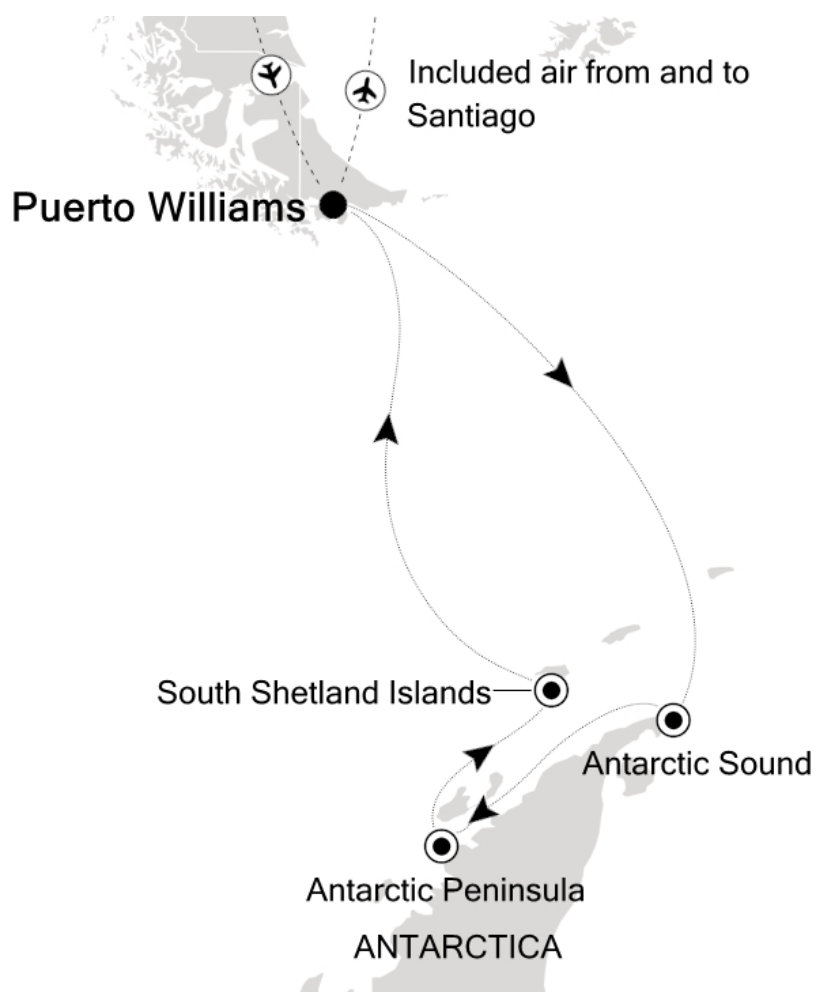 Included air from and to
Santiago
Puerto Williams
South Shetland Islands
Antarctic Sound
Antarctic Peninsula
ANTARCTICA